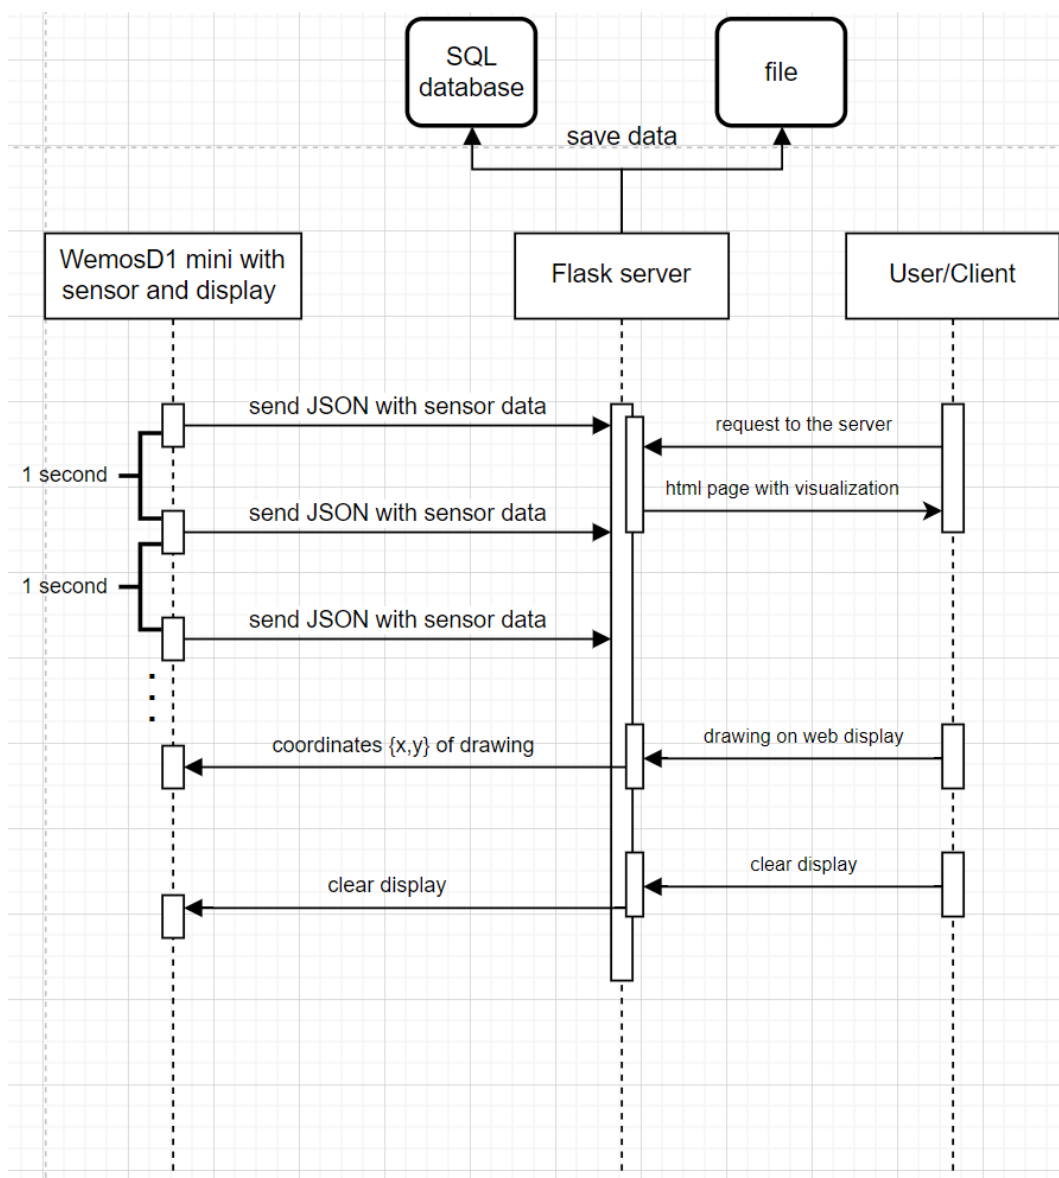 SQL
database
file
save data
WemosD1 mini with
sensor and display
Flask server
User/Client
send JSON with sensor data
request to the server
1 second
html page with visualization
send JSON with sensor data
1 second
send JSON with sensor data
coordinates {x,y} of drawing
drawing on web display
clear display
clear display